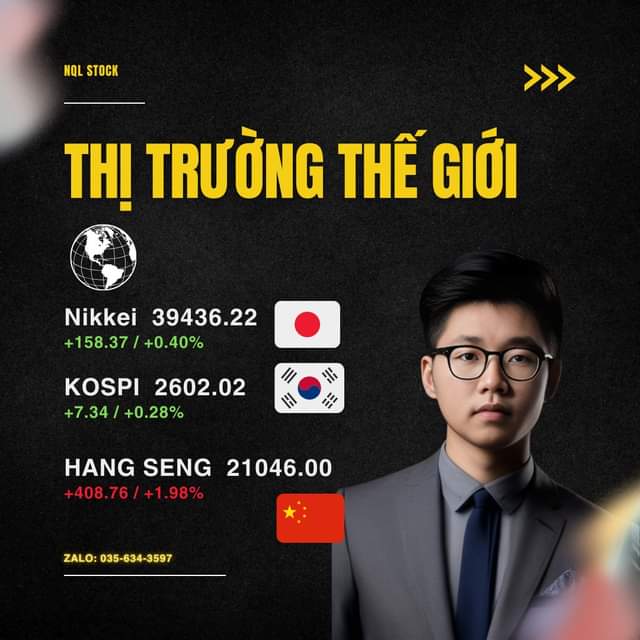 NQL STOCK
THỊ TRƯỜNG THẾ GIỚI
Nikkei 39436.22
+158.37 / +0.40%
KOSPI 2602.02
+7.34 / +0.28%
HANG SENG 21046.00
+408.76 / +1.98%
ZALO: 035-634-3597